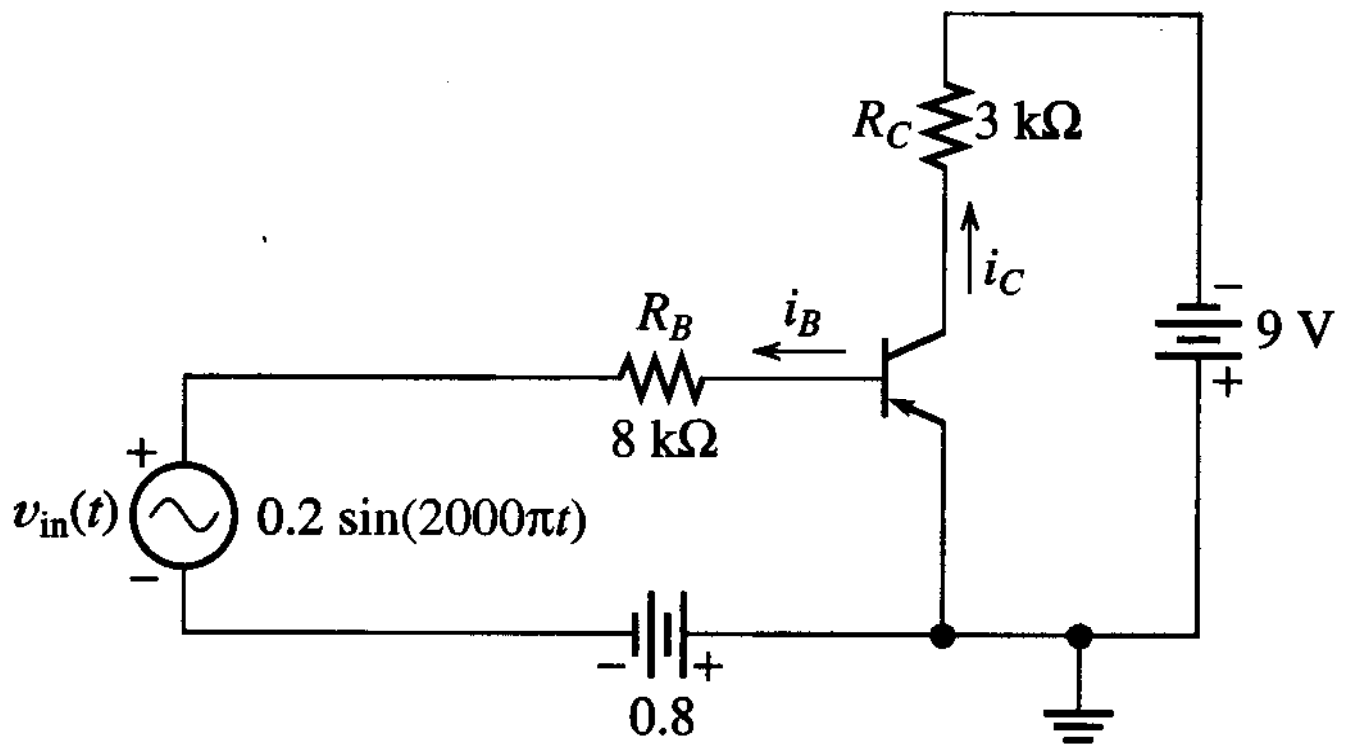 R_C 3 kΩ
i_C
−
9 V
+
R_B
i_B
8 kΩ
+
v_in(t) 0.2 sin(2000πt)
−
− +
0.8